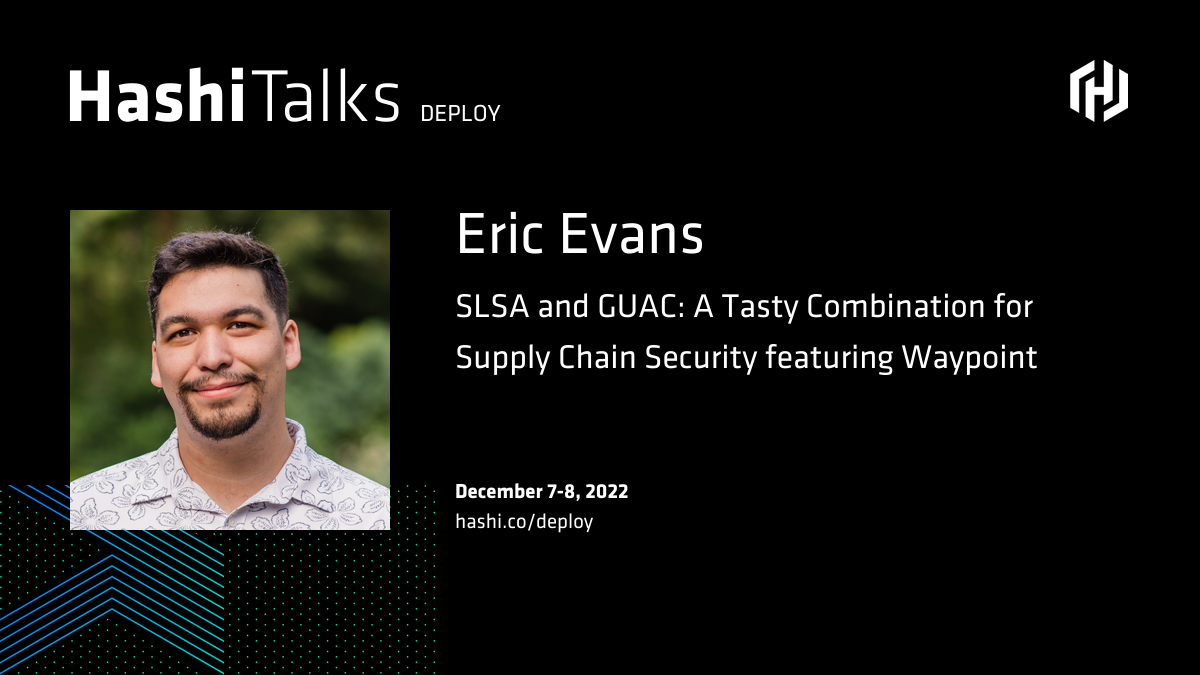 HashiTalks DEPLOY
Eric Evans
SLSA and GUAC: A Tasty Combination for
Supply Chain Security featuring Waypoint
December 7-8, 2022
hashi.co/deploy